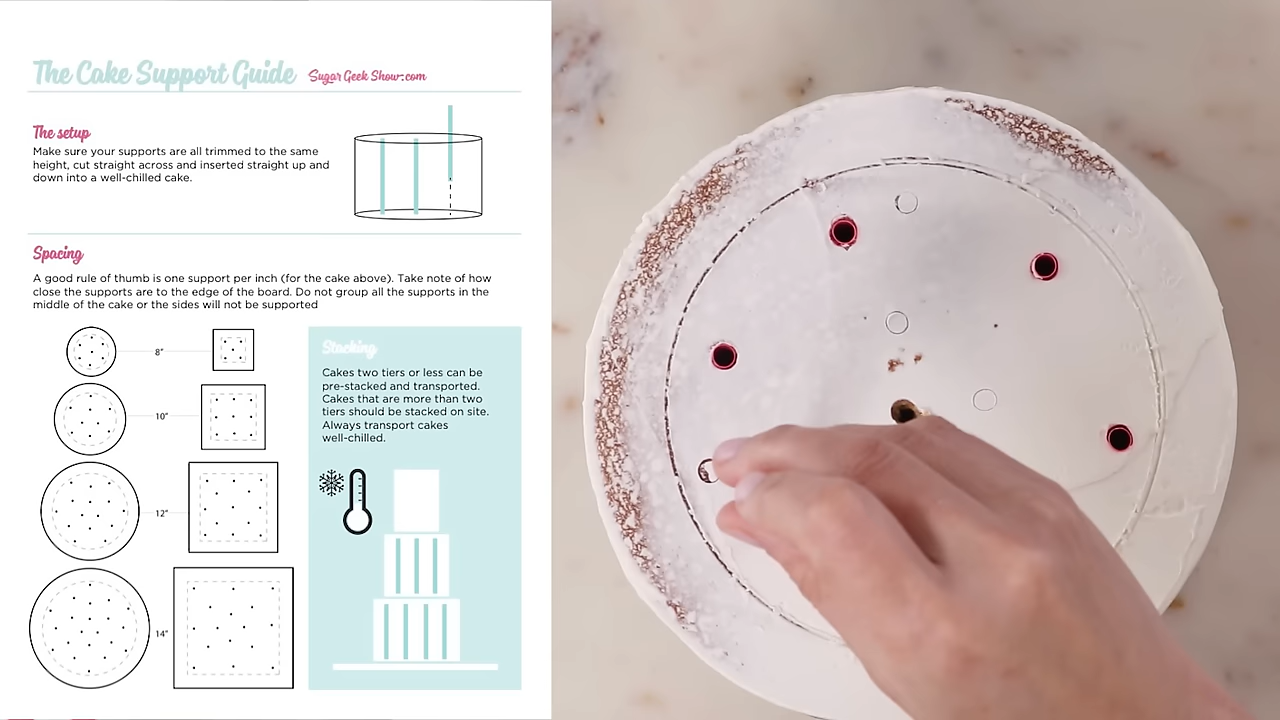 The Cake Support Guide Sugar Geek Show.com
The setup
Make sure your supports are all trimmed to the same
height, cut straight across and inserted straight up and
down into a well-chilled cake.
Spacing
A good rule of thumb is one support per inch (for the cake above). Take note of how
close the supports are to the edge of the board. Do not group all the supports in the
middle of the cake or the sides will not be supported
8"
10"
12"
14"
Stacking
Cakes two tiers or less can be
pre-stacked and transported.
Cakes that are more than two
tiers should be stacked on site.
Always transport cakes
well-chilled.